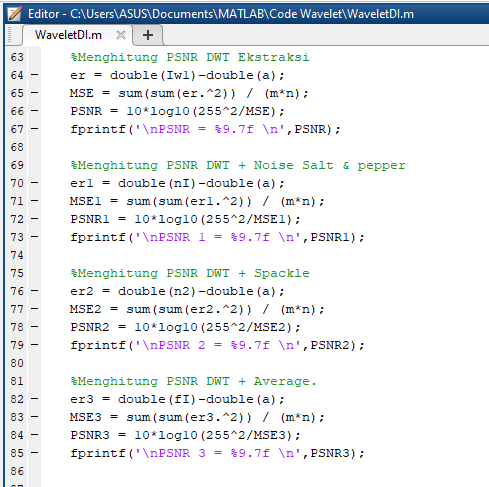 Editor - C:\Users\ASUS\Documents\MATLAB\Code Wavelet\WaveletDI.m
WaveletDI.m × +
63 %Menghitung PSNR DWT Ekstraksi
64 – er = double(Iw1)-double(a);
65 – MSE = sum(sum(er.^2)) / (m*n);
66 – PSNR = 10*log10(255^2/MSE);
67 – fprintf('\nPSNR = %9.7f \n',PSNR);
68
69 %Menghitung PSNR DWT + Noise Salt & pepper
70 – er1 = double(nI)-double(a);
71 – MSE1 = sum(sum(er1.^2)) / (m*n);
72 – PSNR1 = 10*log10(255^2/MSE1);
73 – fprintf('\nPSNR 1 = %9.7f \n',PSNR1);
74
75 %Menghitung PSNR DWT + Spackle
76 – er2 = double(n2)-double(a);
77 – MSE2 = sum(sum(er2.^2)) / (m*n);
78 – PSNR2 = 10*log10(255^2/MSE2);
79 – fprintf('\nPSNR 2 = %9.7f \n',PSNR2);
80
81 %Menghitung PSNR DWT + Average.
82 – er3 = double(fI)-double(a);
83 – MSE3 = sum(sum(er3.^2)) / (m*n);
84 – PSNR3 = 10*log10(255^2/MSE3);
85 – fprintf('\nPSNR 3 = %9.7f \n',PSNR3);
86